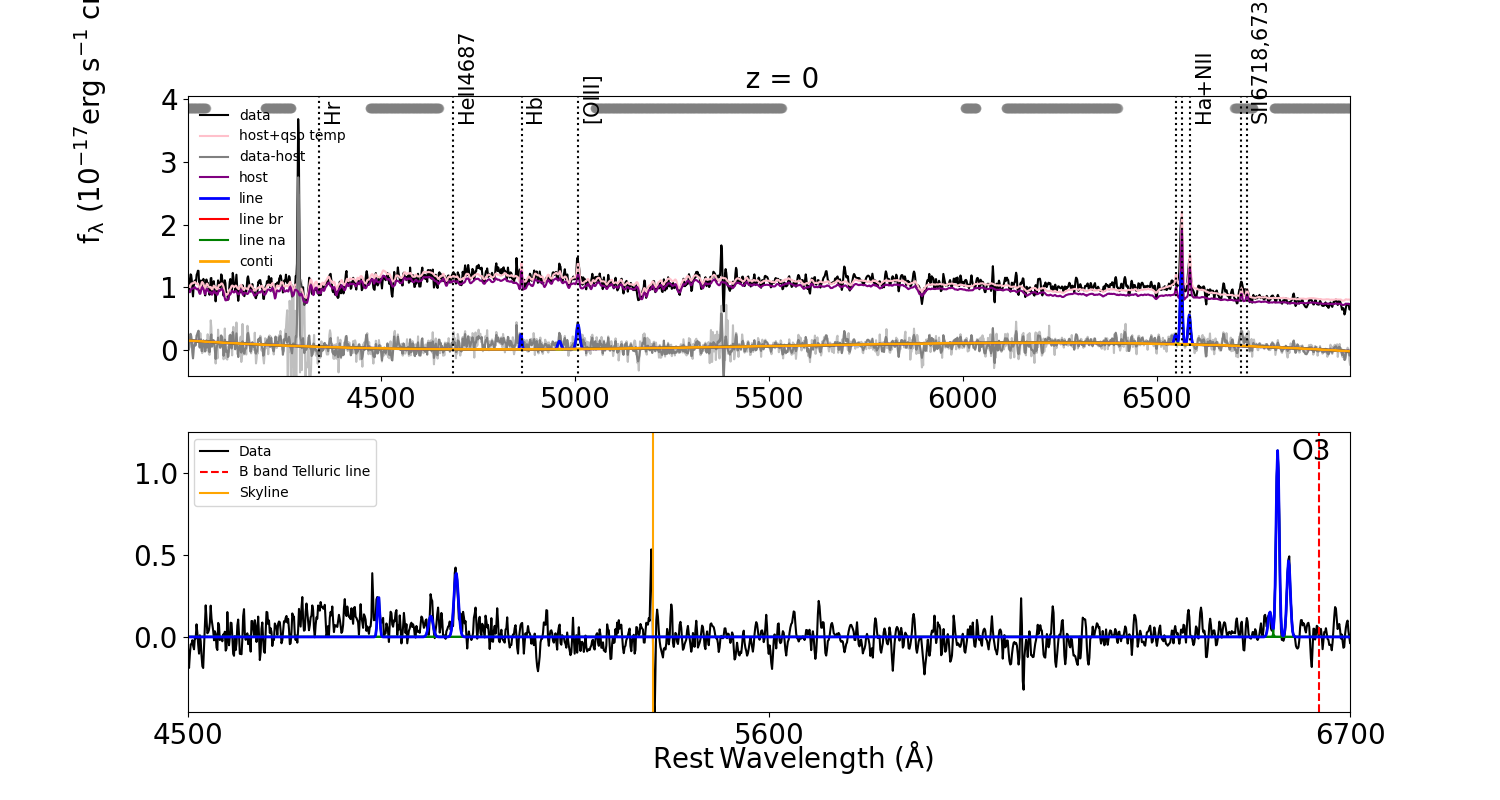 z = 0
f_λ (10^−17 erg s^−1 c
Hr
HeII4687
Hb
[OIII]
Ha+NII
SII6718,673
4
3
2
1
0
data
host+qso temp
data-host
host
line
line br
line na
conti
4500
5000
5500
6000
6500
Data
B band Telluric line
Skyline
O3
1.0
0.5
0.0
4500
5600
6700
Rest Wavelength (Å)